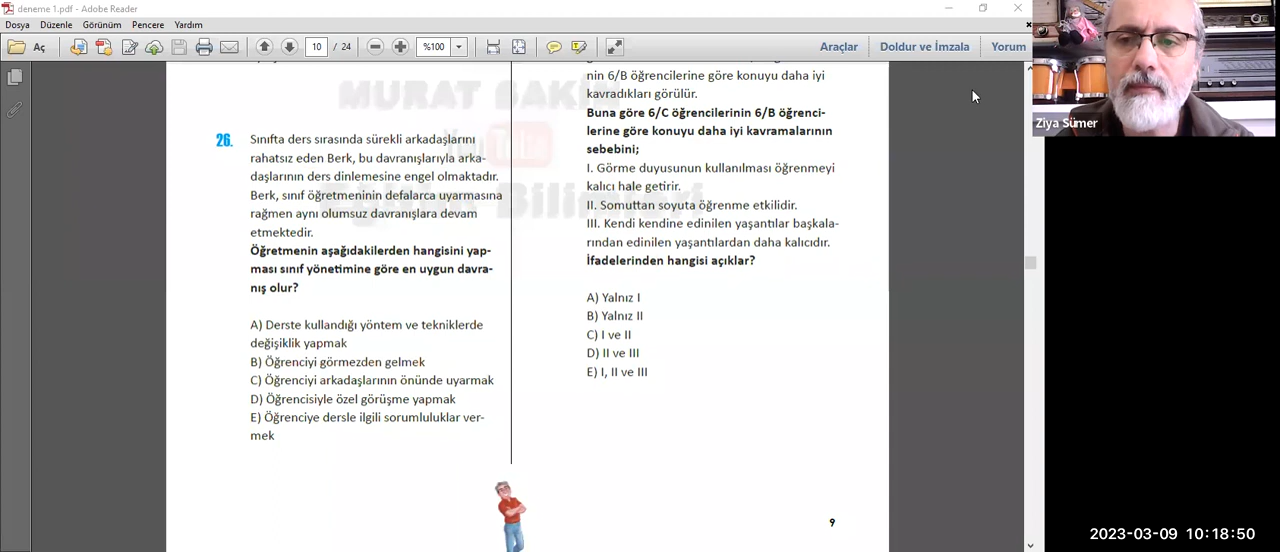 deneme 1.pdf - Adobe Reader
Dosya Düzenle Görünüm Pencere Yardım
Aç
10 / 24
%100
Araçlar
Doldur ve İmzala
Yorum
Ziya Sümer
26.
Sınıfta ders sırasında sürekli arkadaşlarını
rahatsız eden Berk, bu davranışlarıyla arka-
daşlarının ders dinlemesine engel olmaktadır.
Berk, sınıf öğretmeninin defalarca uyarmasına
rağmen aynı olumsuz davranışlara devam
etmektedir.
Öğretmenin aşağıdakilerden hangisini yap-
ması sınıf yönetimine göre en uygun davra-
nış olur?
A) Derste kullandığı yöntem ve tekniklerde
değişiklik yapmak
B) Öğrenciyi görmezden gelmek
C) Öğrenciyi arkadaşlarının önünde uyarmak
D) Öğrencisiyle özel görüşme yapmak
E) Öğrenciye dersle ilgili sorumluluklar ver-
mek
nin 6/B öğrencilerine göre konuyu daha iyi
kavradıkları görülür.
Buna göre 6/C öğrencilerinin 6/B öğrenci-
lerine göre konuyu daha iyi kavramalarının
sebebini;
I. Görme duyusunun kullanılması öğrenmeyi
kalıcı hale getirir.
II. Somuttan soyuta öğrenme etkilidir.
III. Kendi kendine edinilen yaşantılar başkala-
rından edinilen yaşantılardan daha kalıcıdır.
İfadelerinden hangisi açıklar?
A) Yalnız I
B) Yalnız II
C) I ve II
D) II ve III
E) I, II ve III
Eğitim Bilimleri
9
2023-03-09 10:18:50